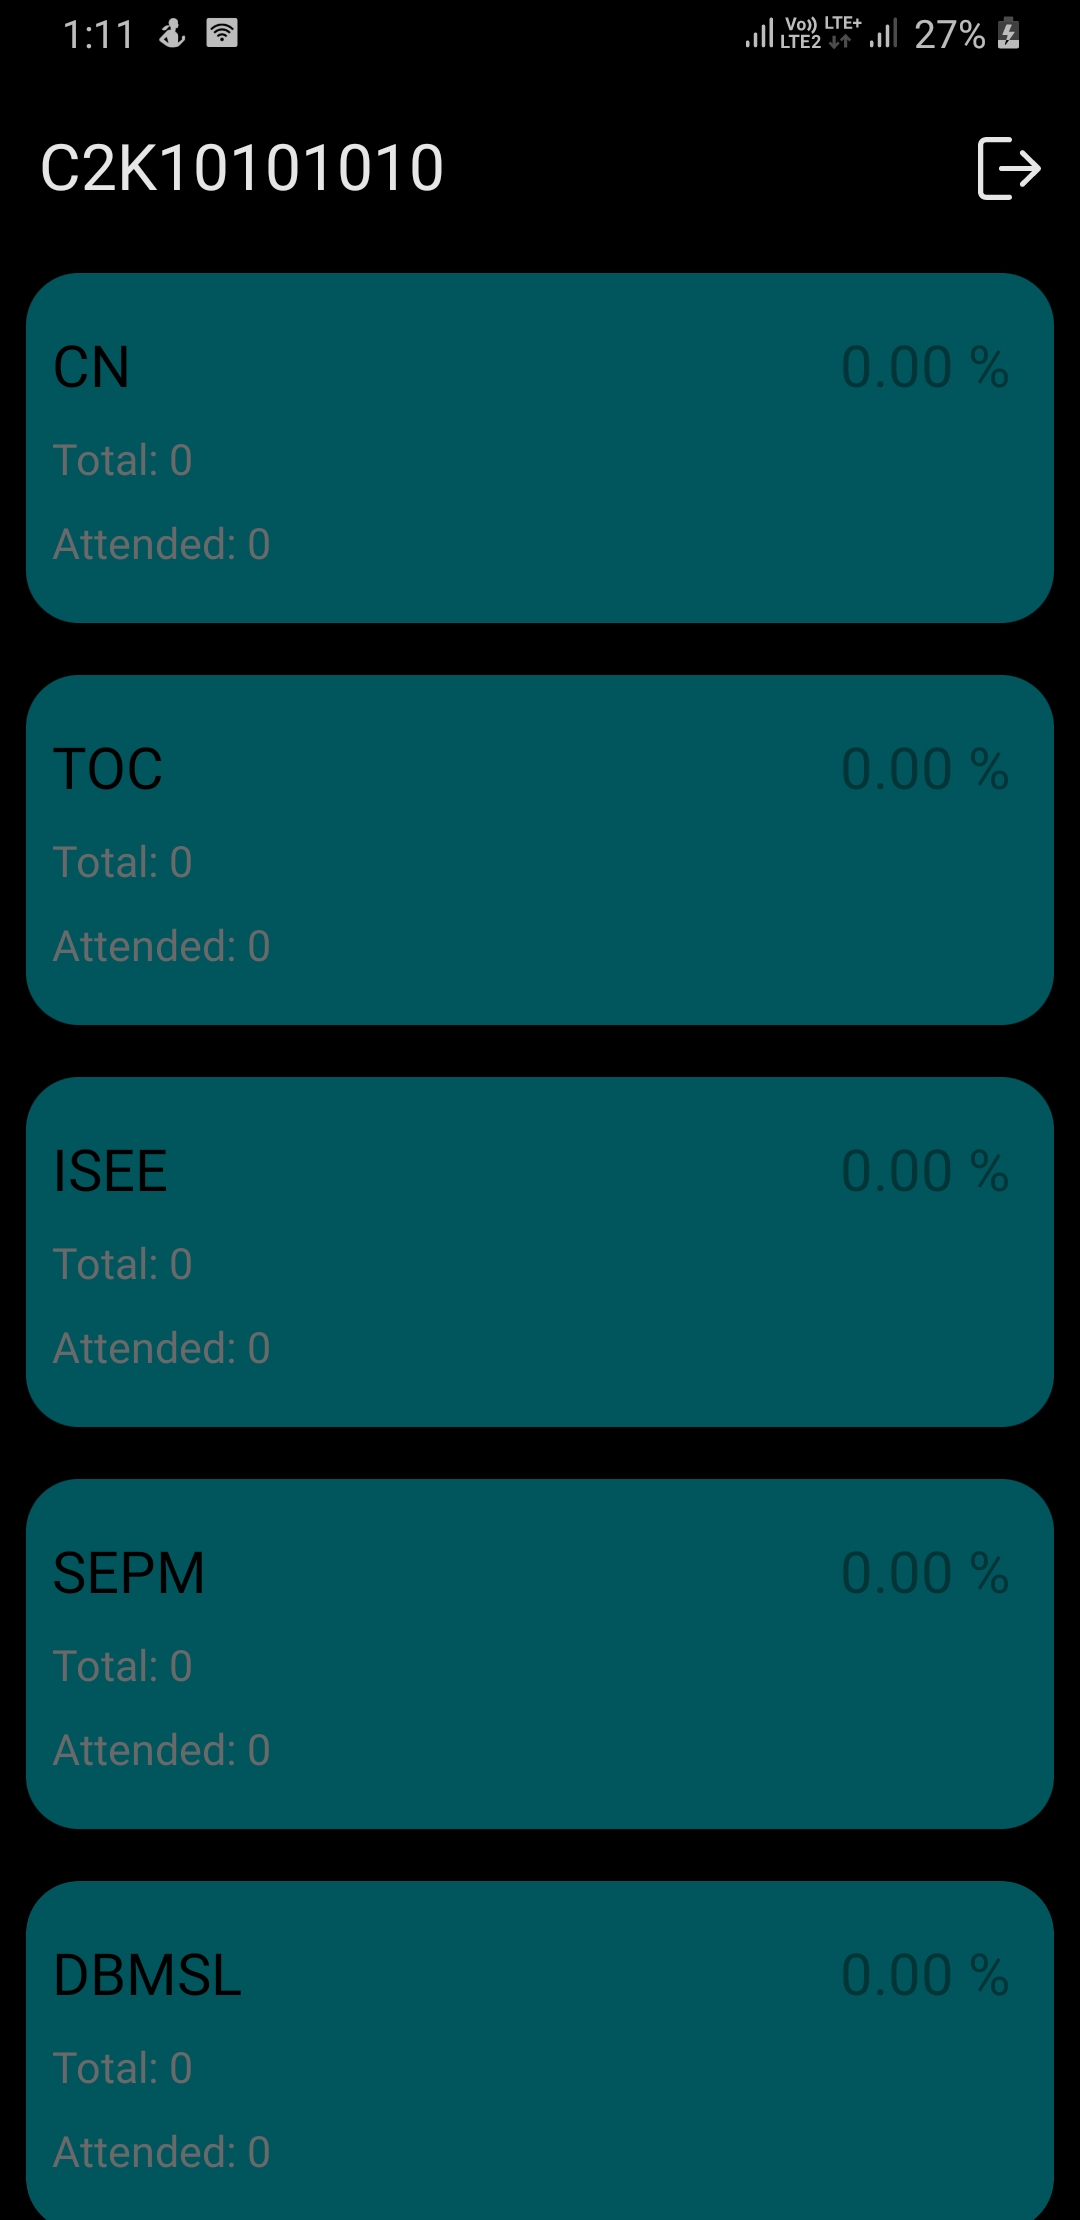 1:11 Vo)) LTE+ LTE2 27%
C2K10101010
CN 0.00 %
Total: 0
Attended: 0
TOC 0.00 %
Total: 0
Attended: 0
ISEE 0.00 %
Total: 0
Attended: 0
SEPM 0.00 %
Total: 0
Attended: 0
DBMSL 0.00 %
Total: 0
Attended: 0